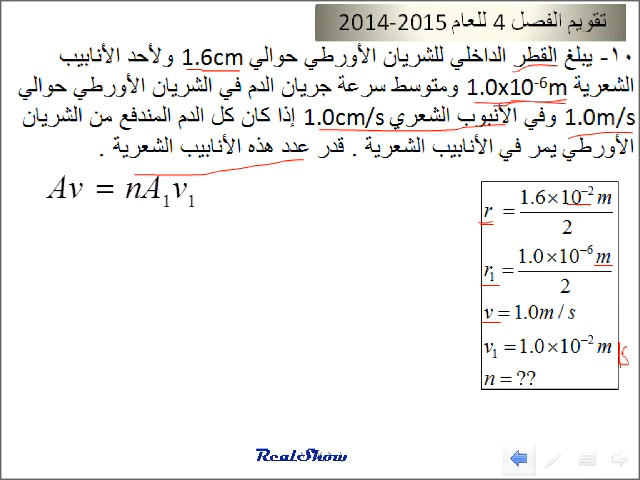 تقويم الفصل 4 للعام 2015-2014
١٠- يبلغ القطر الداخلي للشريان الأورطي حوالي 1.6cm ولأحد الأنابيب
الشعرية 1.0x10⁻⁶m ومتوسط سرعة جريان الدم في الشريان الأورطي حوالي
1.0m/s وفي الأنبوب الشعري 1.0cm/s إذا كان كل الدم المندفع من الشريان
الأورطي يمر في الأنابيب الشعرية . قدر عدد هذه الأنابيب الشعرية .
Av = nA₁v₁
r = 1.6×10⁻² m / 2
r₁ = 1.0×10⁻⁶ m / 2
v = 1.0m / s
v₁ = 1.0×10⁻² m /s
n = ??
RealShow